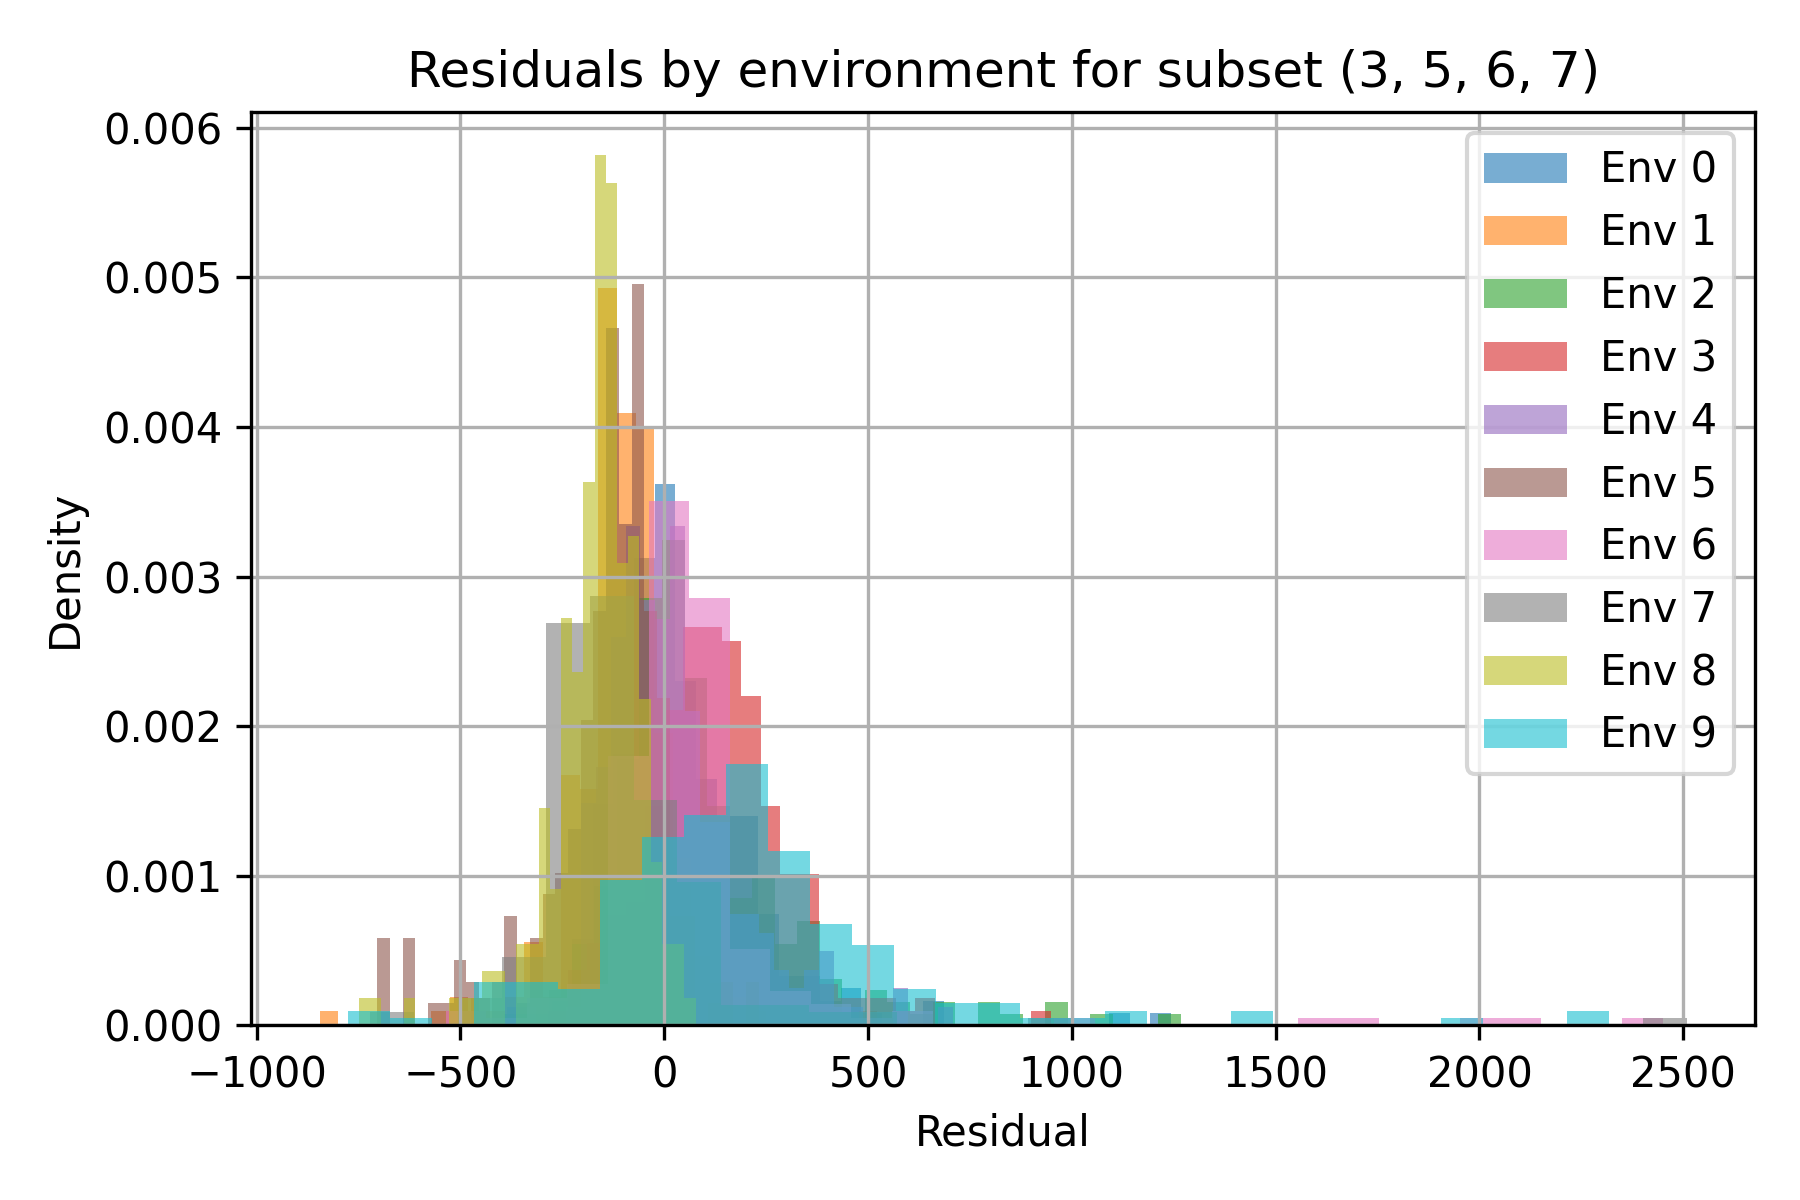 Residuals by environment for subset (3, 5, 6, 7)
0.006
0.005
0.004
0.003
0.002
0.001
0.000
Density
−1000
−500
0
500
1000
1500
2000
2500
Residual
Env 0
Env 1
Env 2
Env 3
Env 4
Env 5
Env 6
Env 7
Env 8
Env 9